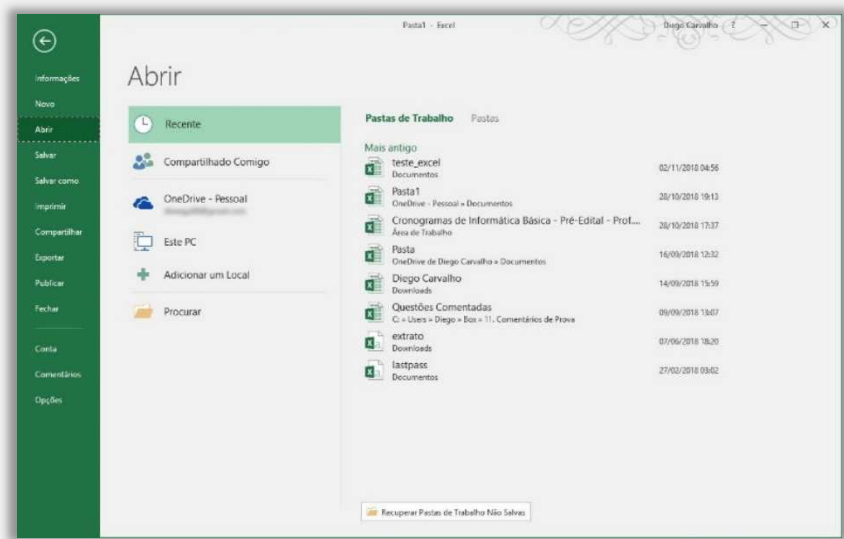 Pasta1 - Excel
Diego Carvalho ?
Informações
Novo
Abrir
Salvar
Salvar como
Imprimir
Compartilhar
Exportar
Publicar
Fechar
Conta
Comentários
Opções
Abrir
Recente
Compartilhado Comigo
OneDrive - Pessoal
Este PC
Adicionar um Local
Procurar
Pastas de Trabalho Pastas
Mais antigo
teste_excel 02/11/2018 04:56
Documentos
Pasta1 28/10/2018 19:13
OneDrive - Pessoal » Documentos
Cronogramas de Informática Básica - Pré-Edital - Prof.... 28/10/2018 17:37
Área de Trabalho
Pasta 16/09/2018 12:32
OneDrive de Diego Carvalho » Documentos
Diego Carvalho 14/09/2018 15:59
Downloads
Questões Comentadas 09/09/2018 13:07
C: » Users » Diego » Box » 11. Comentários de Prova
extrato 07/06/2018 18:20
Downloads
lastpass 27/02/2018 03:02
Documentos
Recuperar Pastas de Trabalho Não Salvas